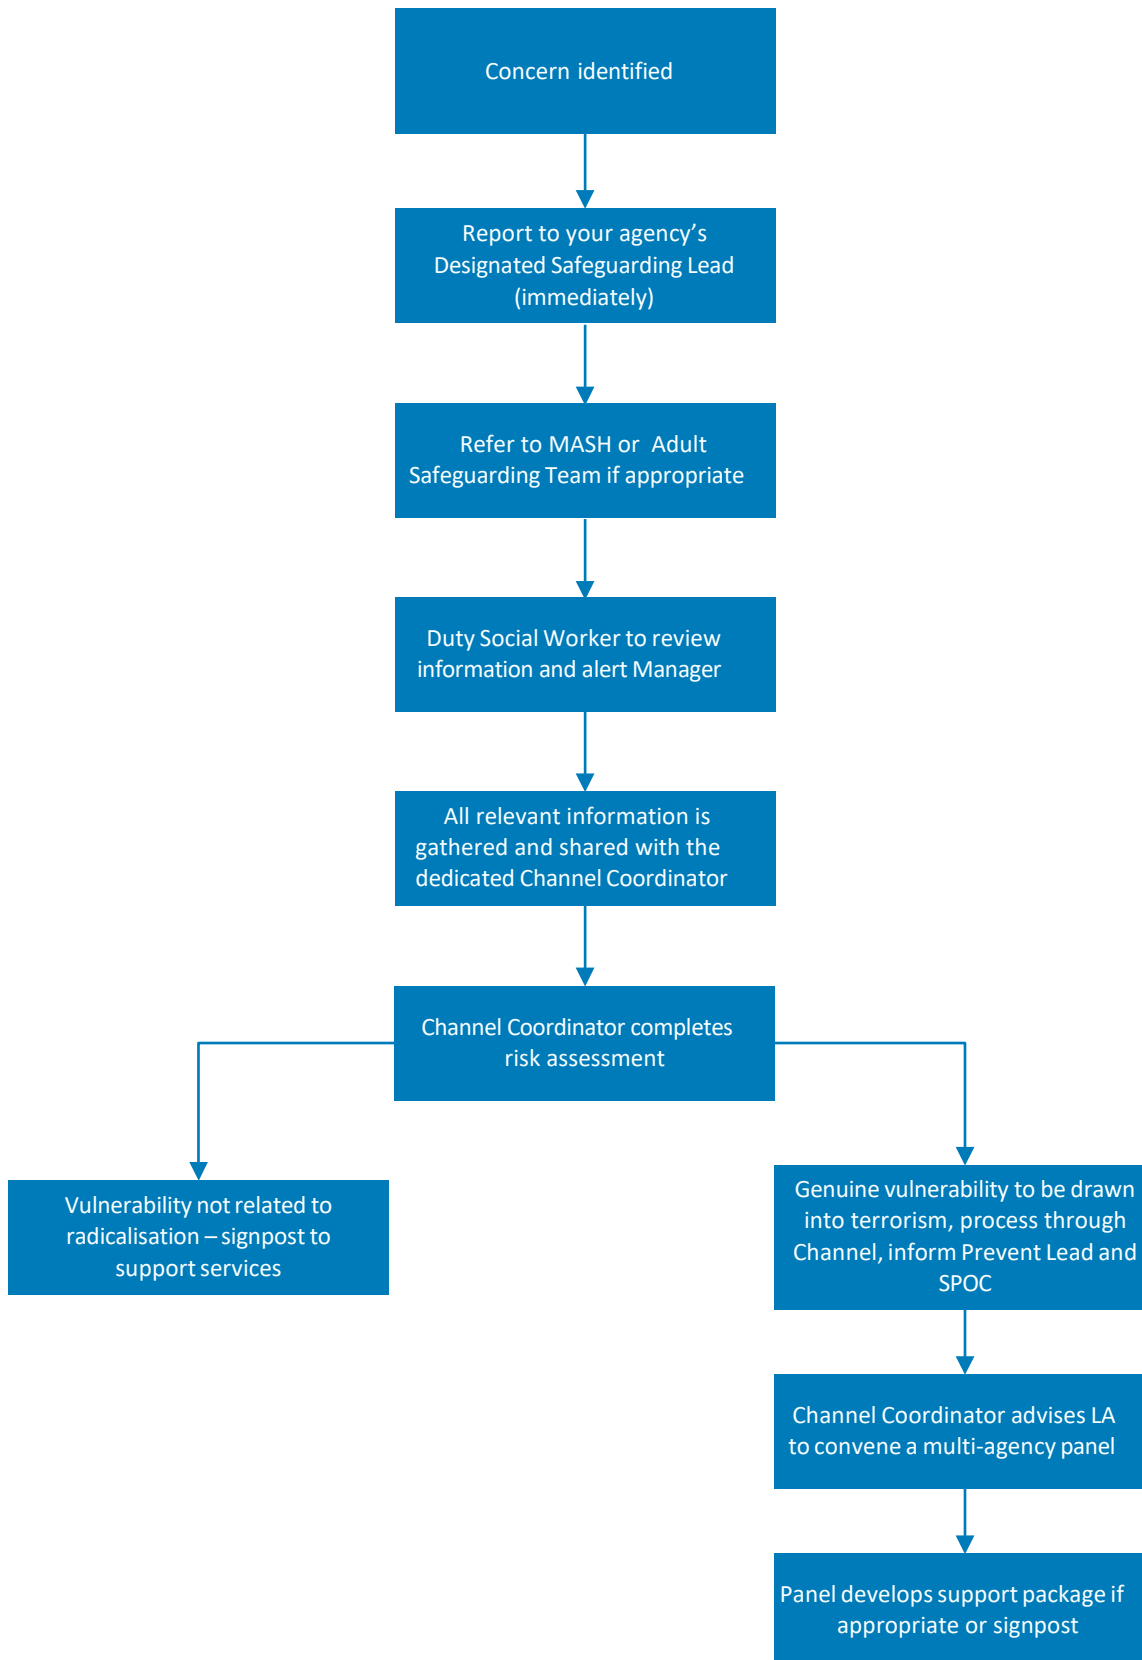 Concern identified
Report to your agency’s
Designated Safeguarding Lead
(immediately)
Refer to MASH or Adult
Safeguarding Team if appropriate
Duty Social Worker to review
information and alert Manager
All relevant information is
gathered and shared with the
dedicated Channel Coordinator
Channel Coordinator completes
risk assessment
Vulnerability not related to
radicalisation – signpost to
support services
Genuine vulnerability to be drawn
into terrorism, process through
Channel, inform Prevent Lead and
SPOC
Channel Coordinator advises LA
to convene a multi-agency panel
Panel develops support package if
appropriate or signpost